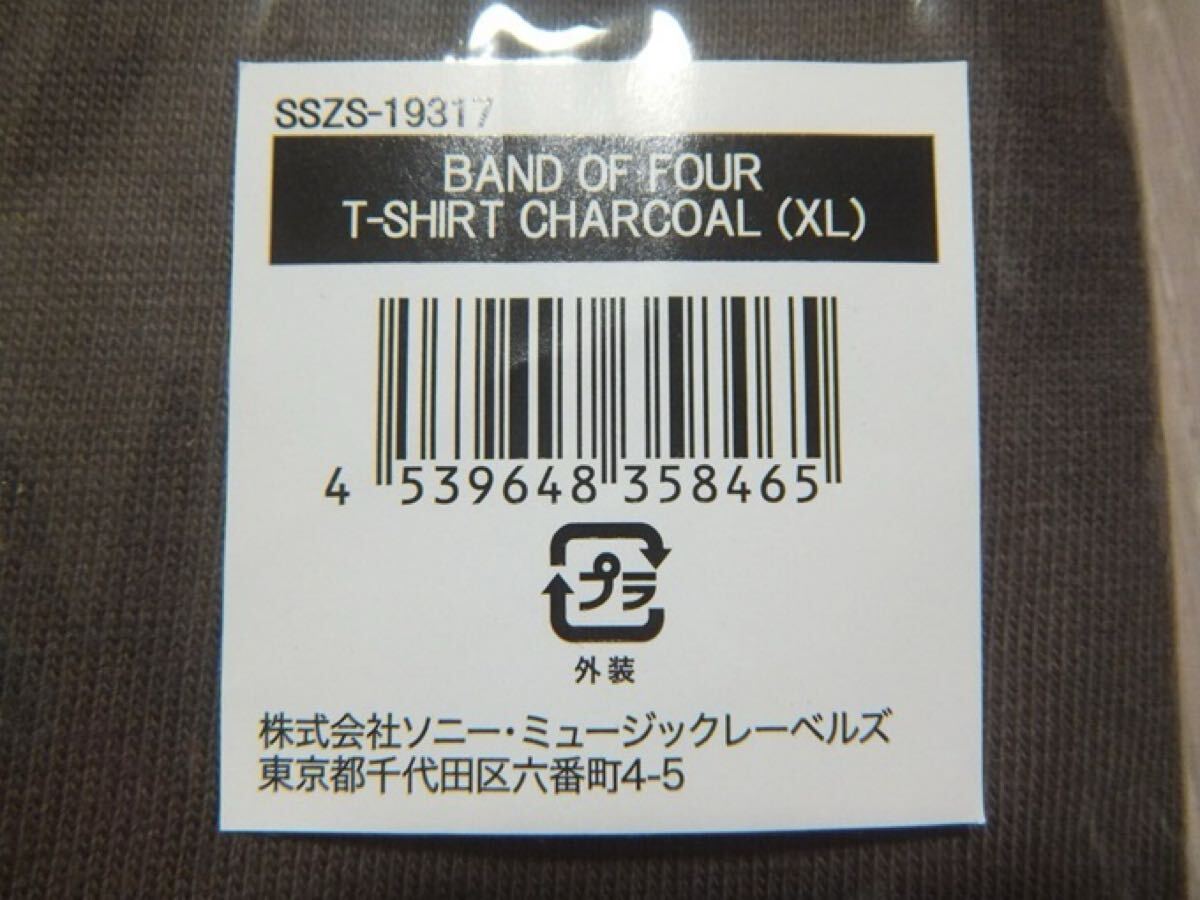 SSZS-19317
BAND OF FOUR
T-SHIRT CHARCOAL (XL)
4 539648 358465
プラ
外装
株式会社ソニー・ミュージックレーベルズ
東京都千代田区六番町4-5